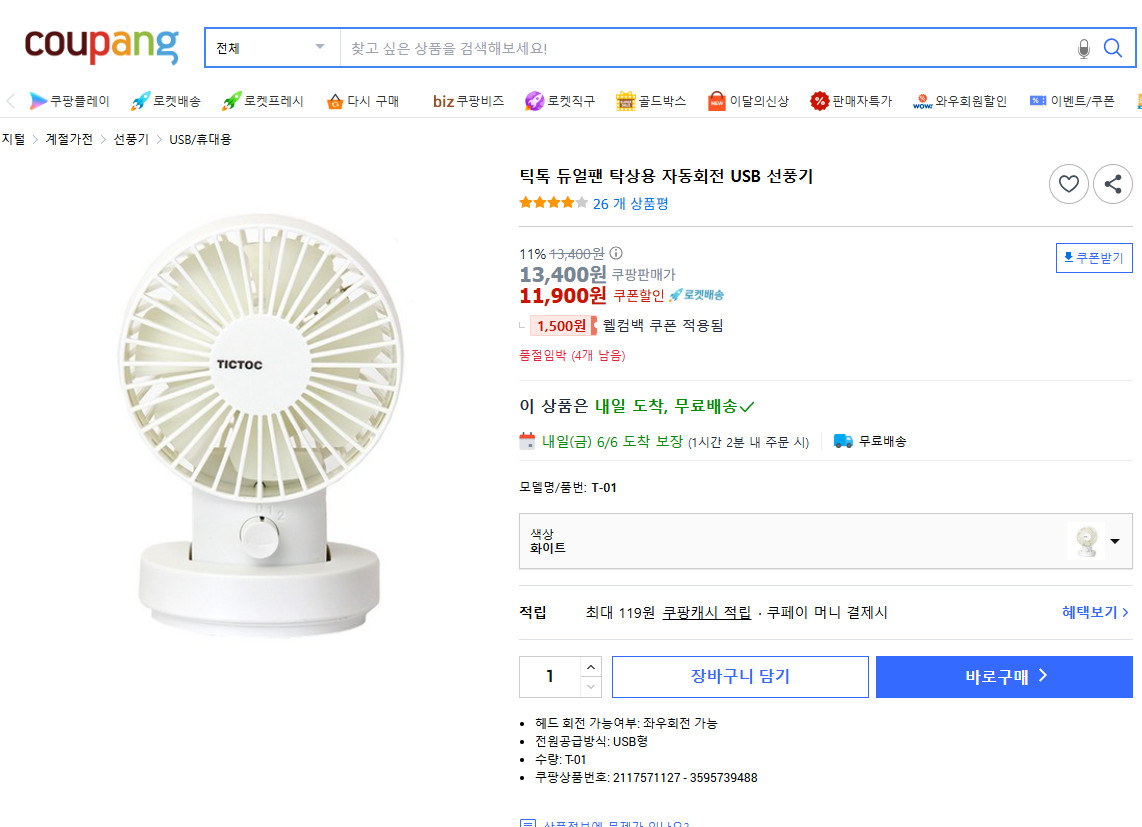 coupang
전체
찾고 싶은 상품을 검색해보세요!
쿠팡플레이 로켓배송 로켓프레시 다시 구매 biz 쿠팡비즈 로켓직구 골드박스 이달의신상 판매자특가 와우회원할인 이벤트/쿠폰
지털 > 계절가전 > 선풍기 > USB/휴대용
TICTOC
0 1 2
틱톡 듀얼팬 탁상용 자동회전 USB 선풍기
26 개 상품평
11% 13,400원
13,400원 쿠팡판매가
쿠폰받기
11,900원 쿠폰할인 로켓배송
1,500원 웰컴백 쿠폰 적용됨
품절임박 (4개 남음)
이 상품은 내일 도착, 무료배송
내일(금) 6/6 도착 보장 (1시간 2분 내 주문 시) 무료배송
모델명/품번: T-01
색상
화이트
적립 최대 119원 쿠팡캐시 적립 · 쿠페이 머니 결제시 혜택보기 >
1 장바구니 담기 바로구매 >
• 헤드 회전 가능여부: 좌우회전 가능
• 전원공급방식: USB형
• 수량: T-01
• 쿠팡상품번호: 2117571127 - 3595739488